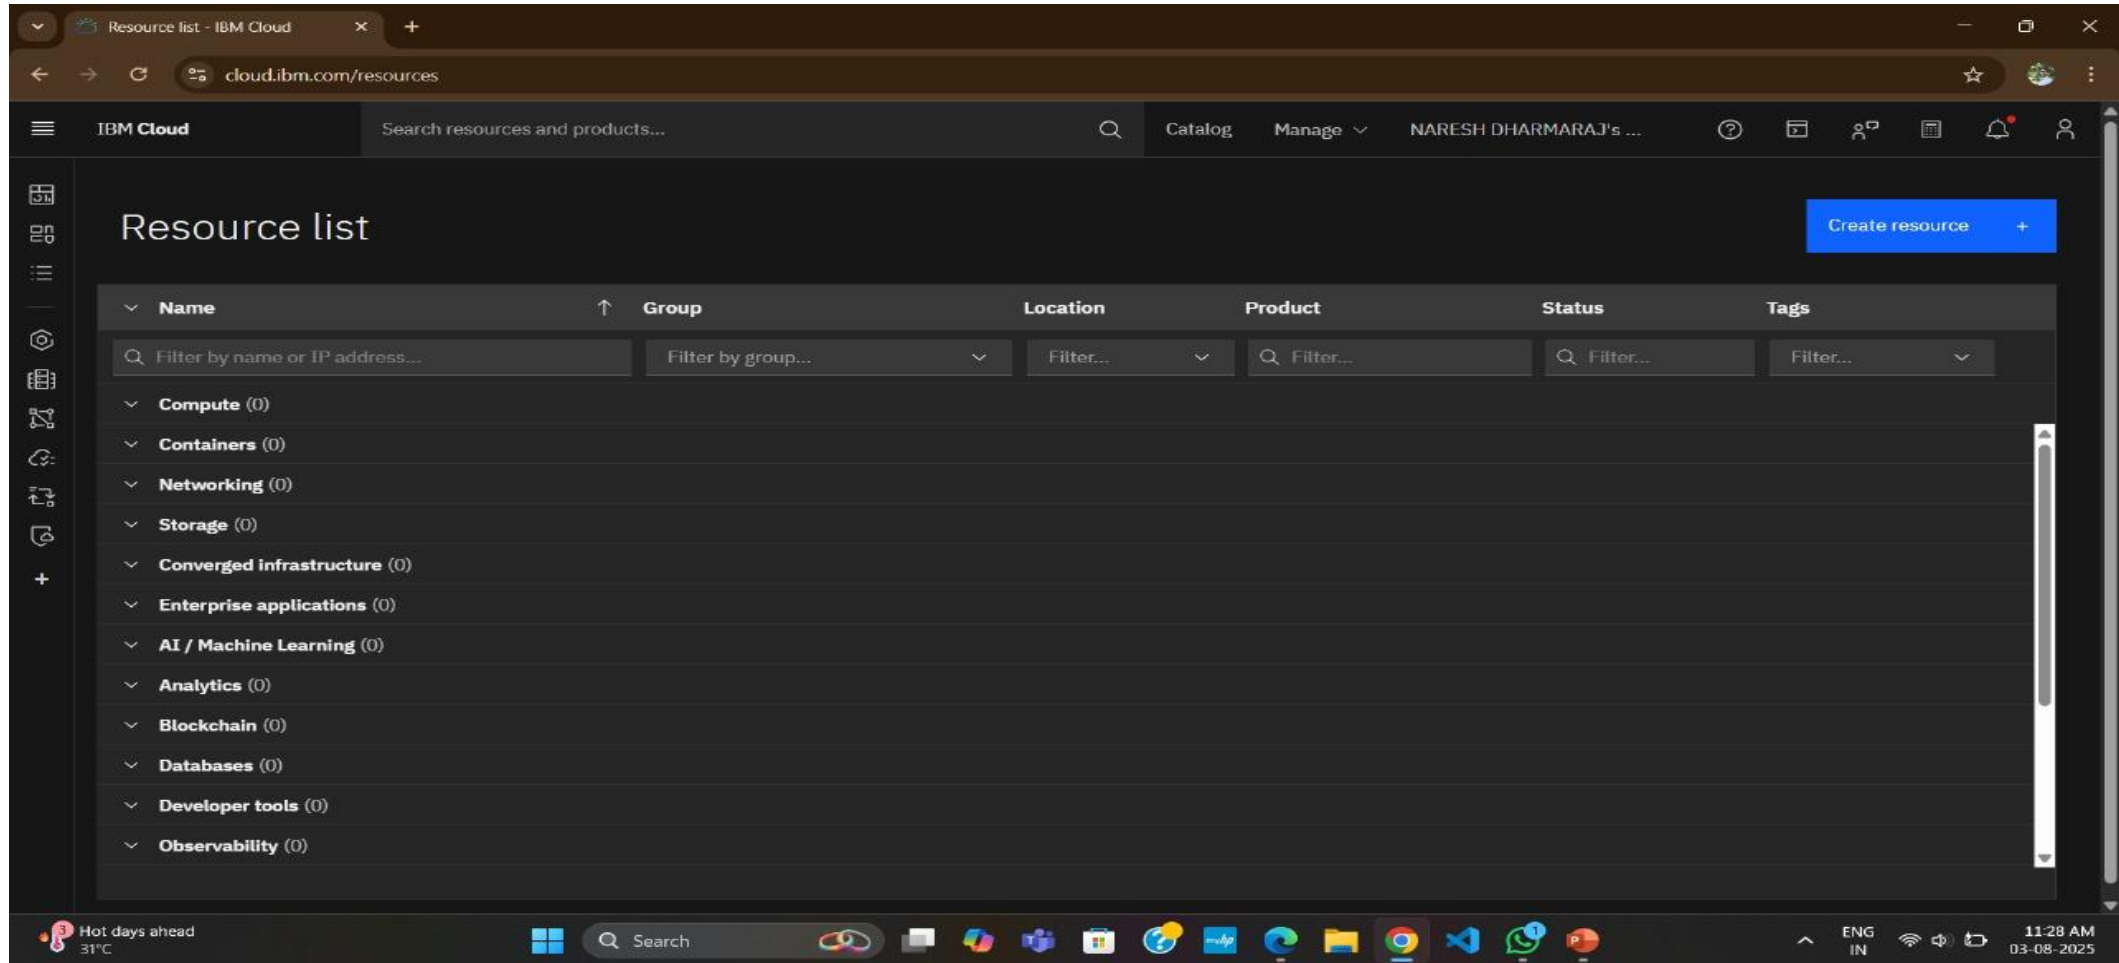 Resource list - IBM Cloud
cloud.ibm.com/resources
IBM Cloud Search resources and products... Catalog Manage NARESH DHARMARAJ's ...
Resource list
Create resource +
Name Group Location Product Status Tags
Filter by name or IP address... Filter by group... Filter... Filter... Filter... Filter...
Compute (0)
Containers (0)
Networking (0)
Storage (0)
Converged infrastructure (0)
Enterprise applications (0)
AI / Machine Learning (0)
Analytics (0)
Blockchain (0)
Databases (0)
Developer tools (0)
Observability (0)
3 Hot days ahead
31°C
Search
1
ENG
IN
11:28 AM
03-08-2025